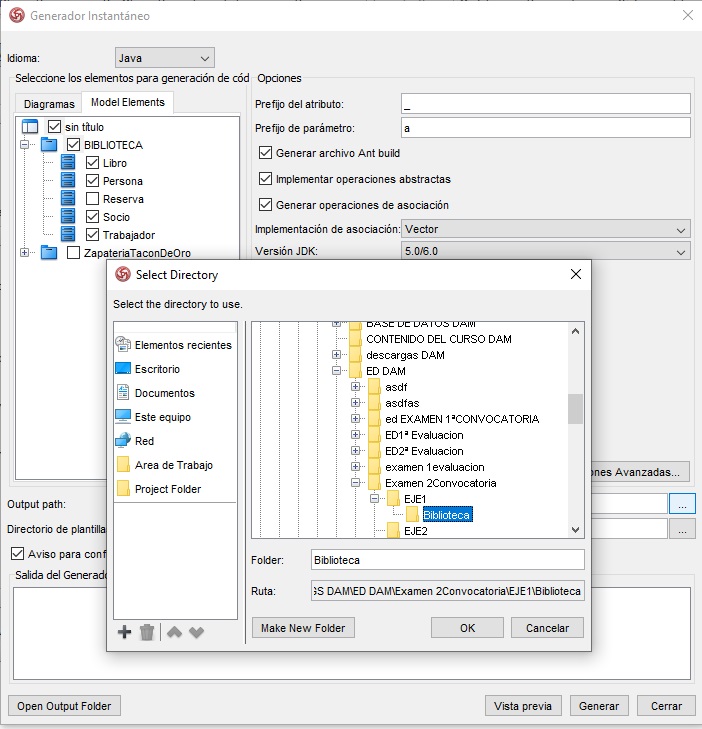 Generador Instantáneo
Idioma: Java
Seleccione los elementos para generación de cód
Opciones
Diagramas Model Elements
Prefijo del atributo: _
sin título
Prefijo de parámetro: a
BIBLIOTECA
Generar archivo Ant build
Libro
Persona
Implementar operaciones abstractas
Reserva
Generar operaciones de asociación
Socio
Trabajador
Implementación de asociación: Vector
ZapateriaTaconDeOro
Versión JDK: 5.0/6.0
Select Directory
Select the directory to use.
Elementos recientes
Escritorio
Documentos
Este equipo
Red
Area de Trabajo
Project Folder
BASE DE DATOS DAM
CONTENIDO DEL CURSO DAM
descargas DAM
ED DAM
asdf
asdfas
ed EXAMEN 1ªCONVOCATORIA
ED1ª Evaluacion
ED2ª Evaluacion
examen 1evaluacion
Examen 2Convocatoria
EJE1
Biblioteca
EJE2
Folder: Biblioteca
Ruta: SS DAM\ED DAM\Examen 2Convocatoria\EJE1\Biblioteca
Make New Folder OK Cancelar
ones Avanzadas...
Output path: ...
Directorio de plantilla ...
Aviso para conf
Salida del Generado
Open Output Folder Vista previa Generar Cerrar